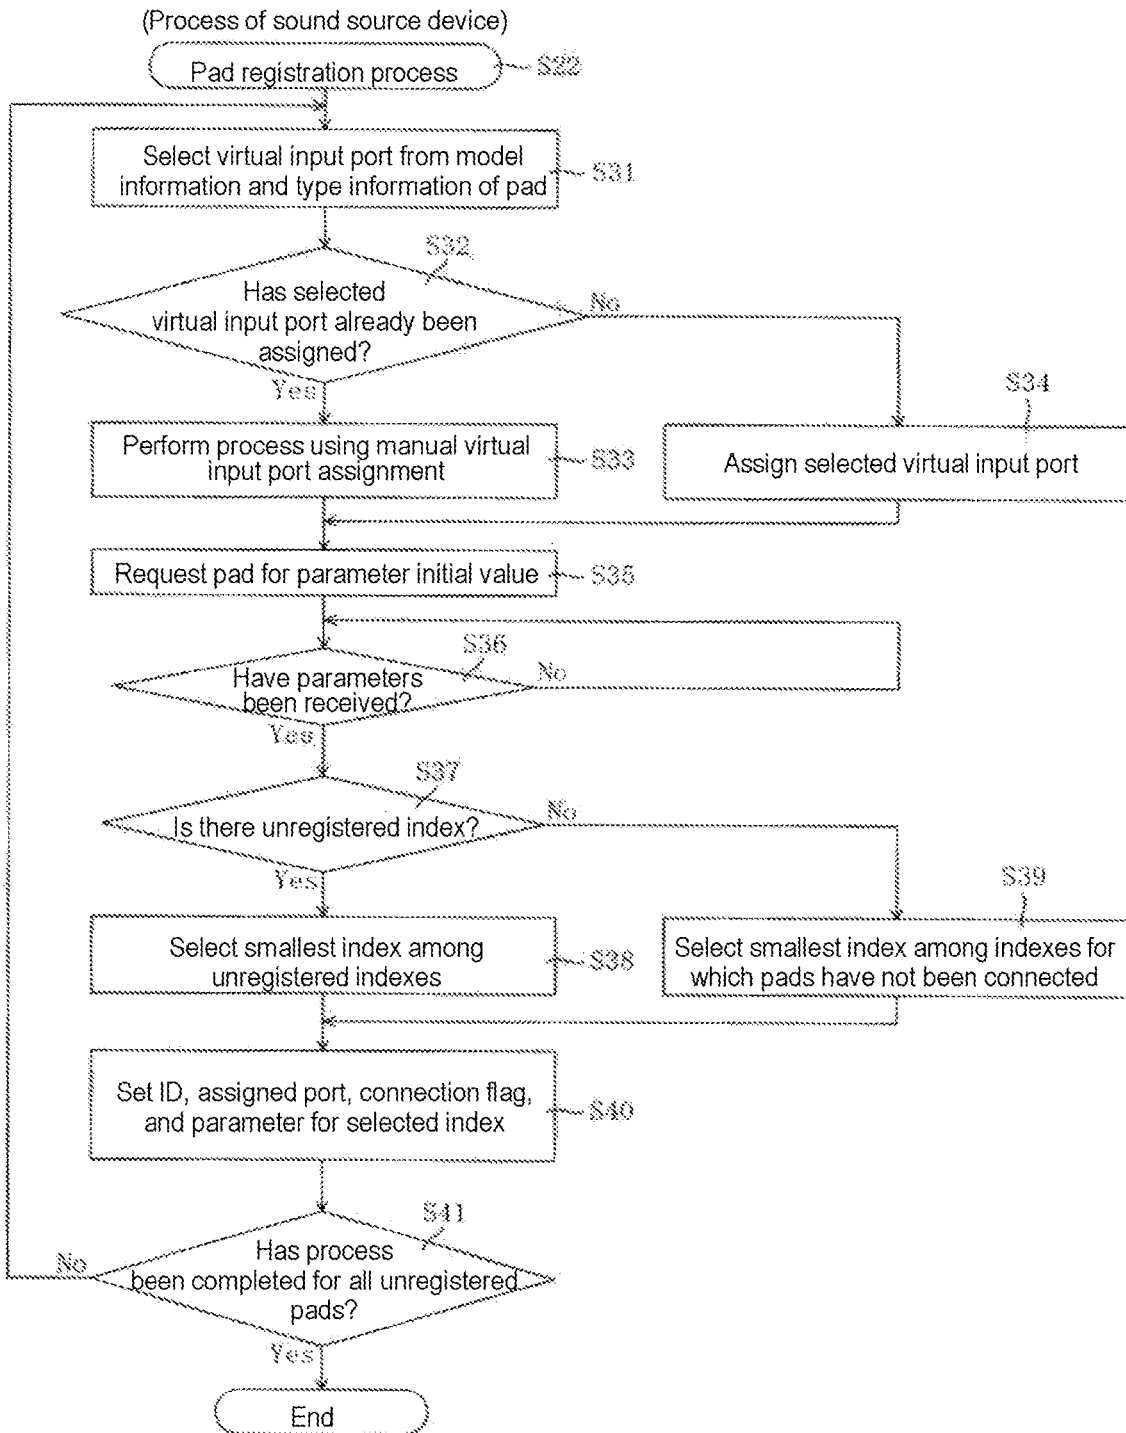 (Process of sound source device)
Pad registration process
S22
Select virtual input port from model
information and type information of pad
S31
S32
Has selected
virtual input port already been
assigned?
No
Yes
S34
Perform process using manual virtual
input port assignment
S33
Assign selected virtual input port
Request pad for parameter initial value
S35
S36
Have parameters
been received?
No
Yes
S37
Is there unregistered index?
No
Yes
S39
Select smallest index among
unregistered indexes
S38
Select smallest index among indexes for
which pads have not been connected
Set ID, assigned port, connection flag,
and parameter for selected index
S40
S41
Has process
been completed for all unregistered
pads?
No
Yes
End